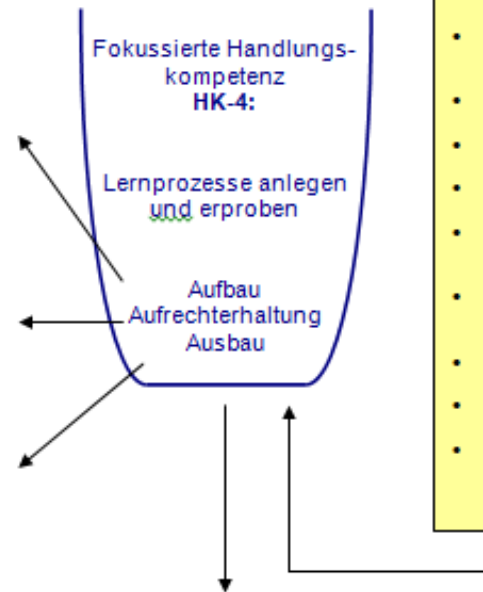 Fokussierte Handlungs-
kompetenz
HK-4:
Lernprozesse anlegen
und erproben
Aufbau
Aufrechterhaltung
Ausbau